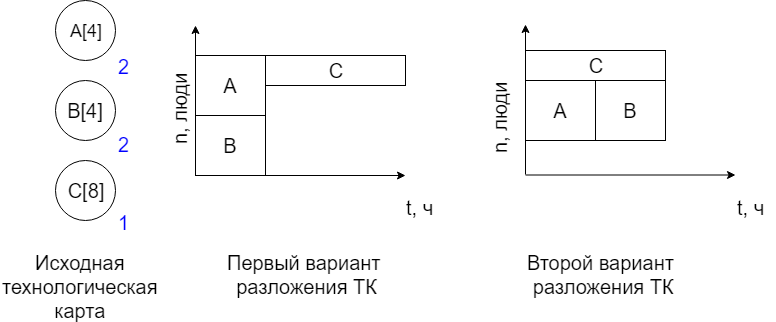 A[4]
2
B[4]
2
C[8]
1
Исходная
технологическая
карта
n, люди
A
B
C
t, ч
Первый вариант
разложения ТК
n, люди
C
A
B
t, ч
Второй вариант
разложения ТК